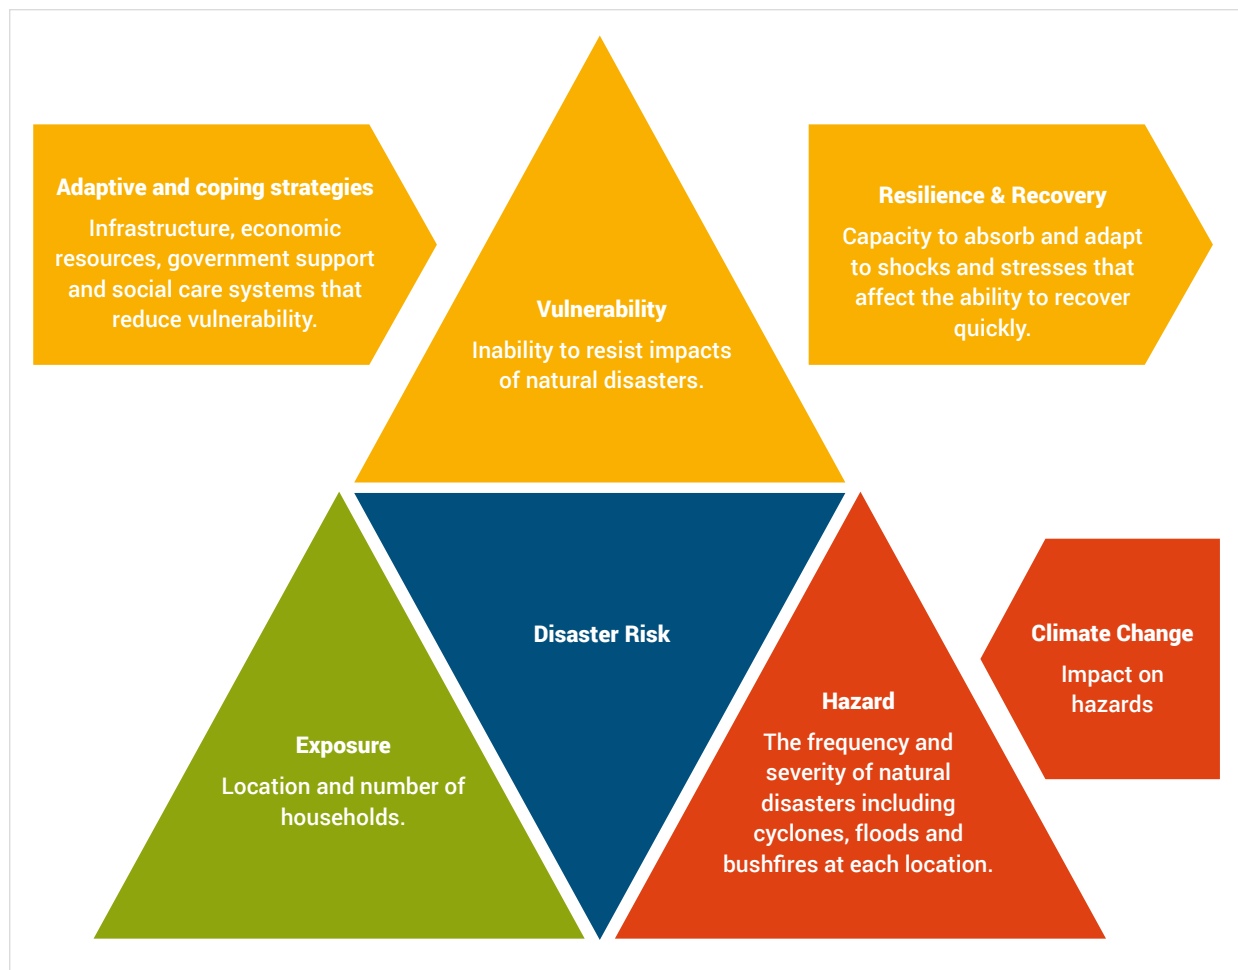 Adaptive and coping strategies
Infrastructure, economic
resources, government support
and social care systems that
reduce vulnerability.
Vulnerability
Inability to resist impacts
of natural disasters.
Resilience & Recovery
Capacity to absorb and adapt
to shocks and stresses that
affect the ability to recover
quickly.
Exposure
Location and number of
households.
Disaster Risk
Hazard
The frequency and
severity of natural
disasters including
cyclones, floods and
bushfires at each location.
Climate Change
Impact on
hazards